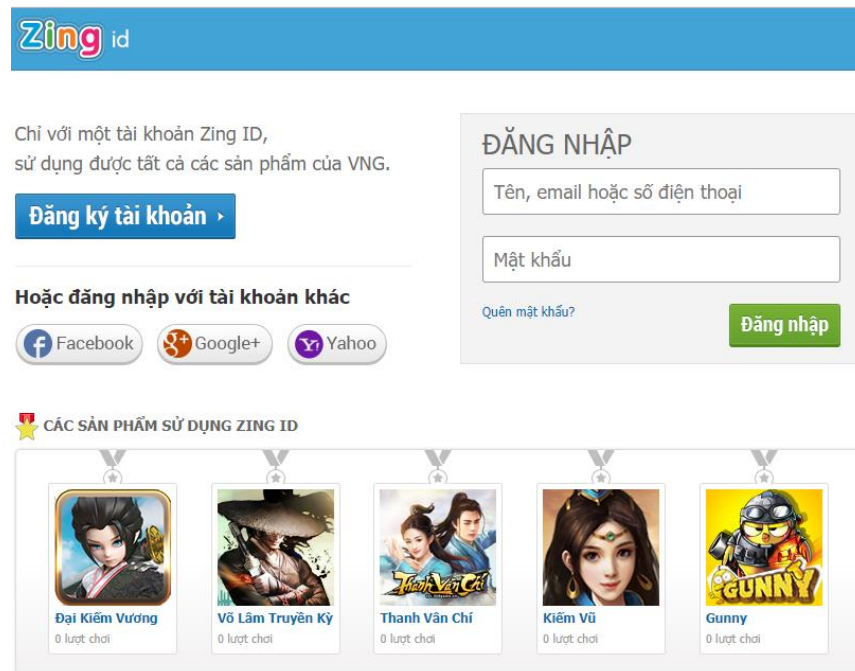 Zing id
Chỉ với một tài khoản Zing ID,
sử dụng được tất cả các sản phẩm của VNG.
Đăng ký tài khoản ›
Hoặc đăng nhập với tài khoản khác
Facebook
Google+
Yahoo
ĐĂNG NHẬP
Tên, email hoặc số điện thoại
Mật khẩu
Quên mật khẩu?
Đăng nhập
CÁC SẢN PHẨM SỬ DỤNG ZING ID
Thanh Vân Chí
GUNNY
Đại Kiếm Vương
Võ Lâm Truyền Kỳ
Thanh Vân Chí
Kiếm Vũ
Gunny
0 lượt chơi
0 lượt chơi
0 lượt chơi
0 lượt chơi
0 lượt chơi